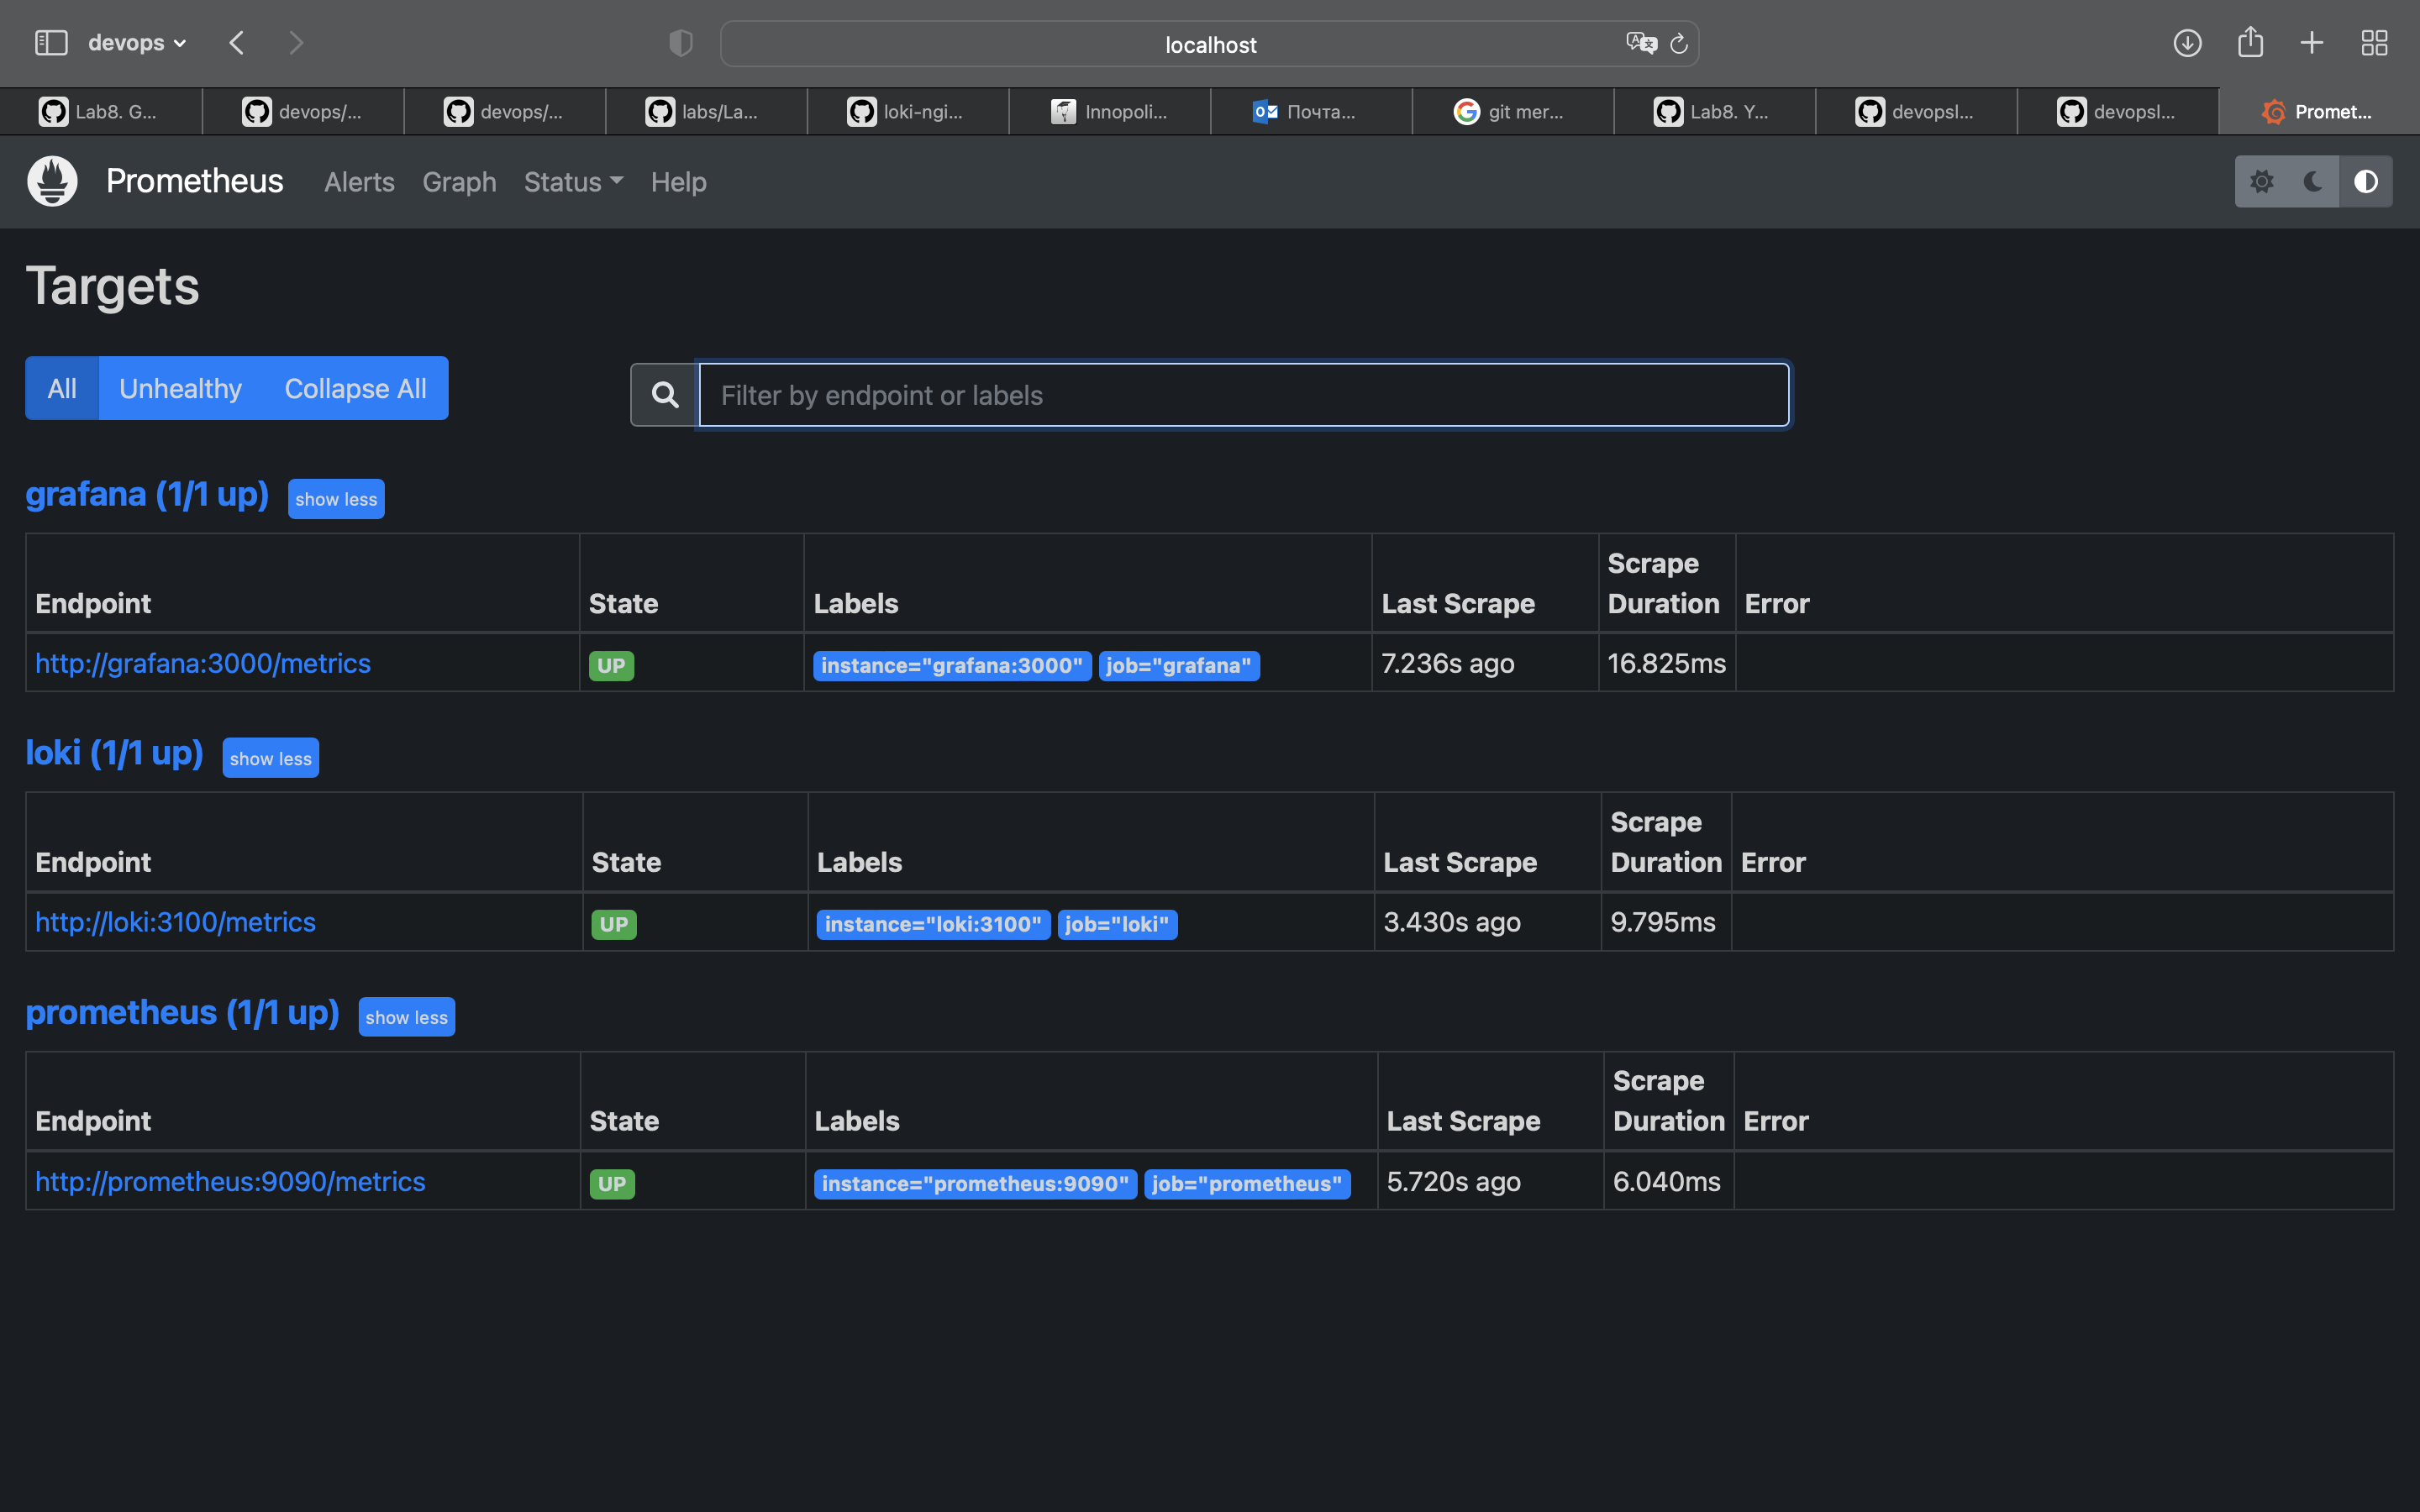 devops
localhost
Lab8. G...
devops/...
devops/...
labs/La...
loki-ngi...
Innopoli...
Почта...
git mer...
Lab8. Y...
devopsl...
devopsl...
Promet...
Prometheus Alerts Graph Status Help
Targets
All Unhealthy Collapse All
Filter by endpoint or labels
grafana (1/1 up) show less
Endpoint State Labels Last Scrape Scrape Duration Error
http://grafana:3000/metrics UP instance="grafana:3000" job="grafana" 7.236s ago 16.825ms
loki (1/1 up) show less
Endpoint State Labels Last Scrape Scrape Duration Error
http://loki:3100/metrics UP instance="loki:3100" job="loki" 3.430s ago 9.795ms
prometheus (1/1 up) show less
Endpoint State Labels Last Scrape Scrape Duration Error
http://prometheus:9090/metrics UP instance="prometheus:9090" job="prometheus" 5.720s ago 6.040ms